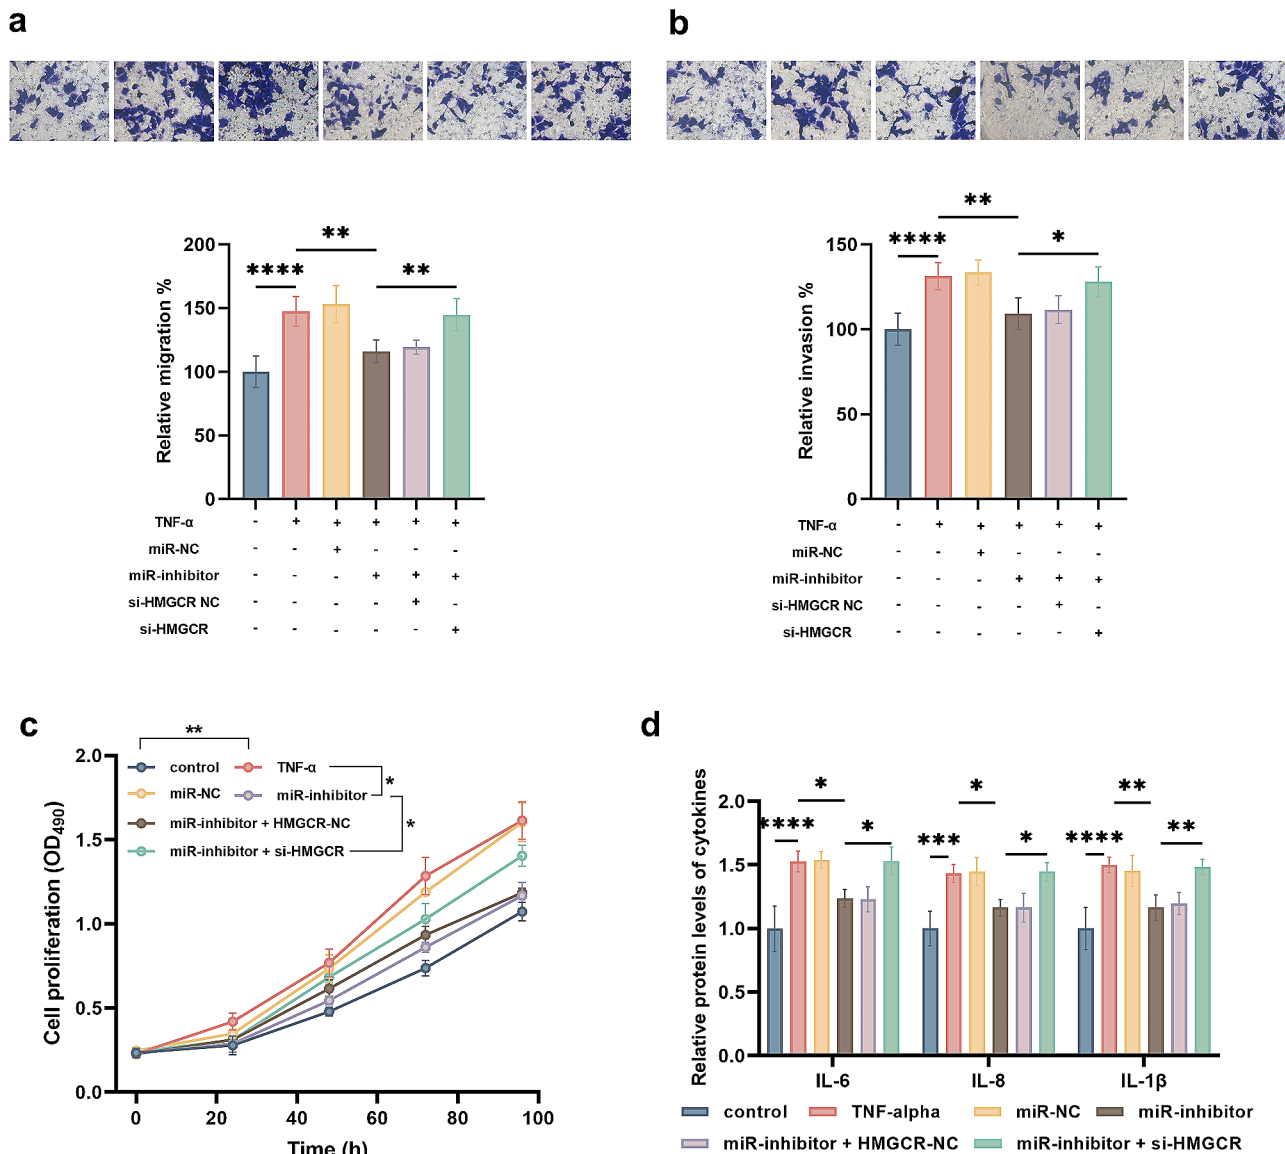 a
b
**
****
**
200
150
100
50
0
Relative migration %
TNF-α - + + + + +
miR-NC - - + - - -
miR-inhibitor - - - + + +
si-HMGCR NC - - - - + -
si-HMGCR - - - - - +
**
****
*
150
100
50
0
Relative invasion %
TNF-α - + + + + +
miR-NC - - + - - -
miR-inhibitor - - - + + +
si-HMGCR NC - - - - + -
si-HMGCR - - - - - +
c
**
2.0
1.5
1.0
0.5
0.0
Cell proliferation (OD490)
control TNF-α
miR-NC miR-inhibitor
miR-inhibitor + HMGCR-NC
miR-inhibitor + si-HMGCR
*
*
0 20 40 60 80 100
Time (h)
d
Relative protein levels of cytokines
2.0
1.5
1.0
0.5
0.0
* * **
**** * *** * **** **
IL-6 IL-8 IL-1β
control TNF-alpha miR-NC miR-inhibitor
miR-inhibitor + HMGCR-NC miR-inhibitor + si-HMGCR